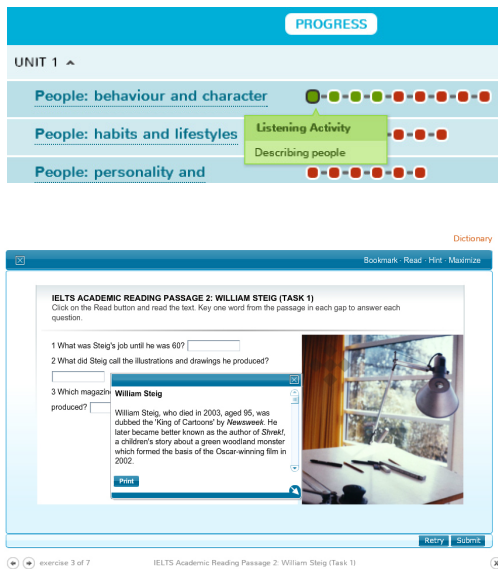 PROGRESS
UNIT 1
People: behaviour and character
Listening Activity
Describing people
People: habits and lifestyles
People: personality and
Dictionary
Bookmark · Read · Hint · Maximize
IELTS ACADEMIC READING PASSAGE 2: WILLIAM STEIG (TASK 1)
Click on the Read button and read the text. Key one word from the passage in each gap to answer each
question.
1 What was Steig's job until he was 60?
2 What did Steig call the illustrations and drawings he produced?
3 Which magazin
produced?
William Steig
William Steig, who died in 2003, aged 95, was
dubbed the 'King of Cartoons' by Newsweek. He
later became better known as the author of Shrek!,
a children's story about a green woodland monster
which formed the basis of the Oscar-winning film in
2002.
Print
Retry Submit
exercise 3 of 7 IELTS Academic Reading Passage 2: William Steig (Task 1)